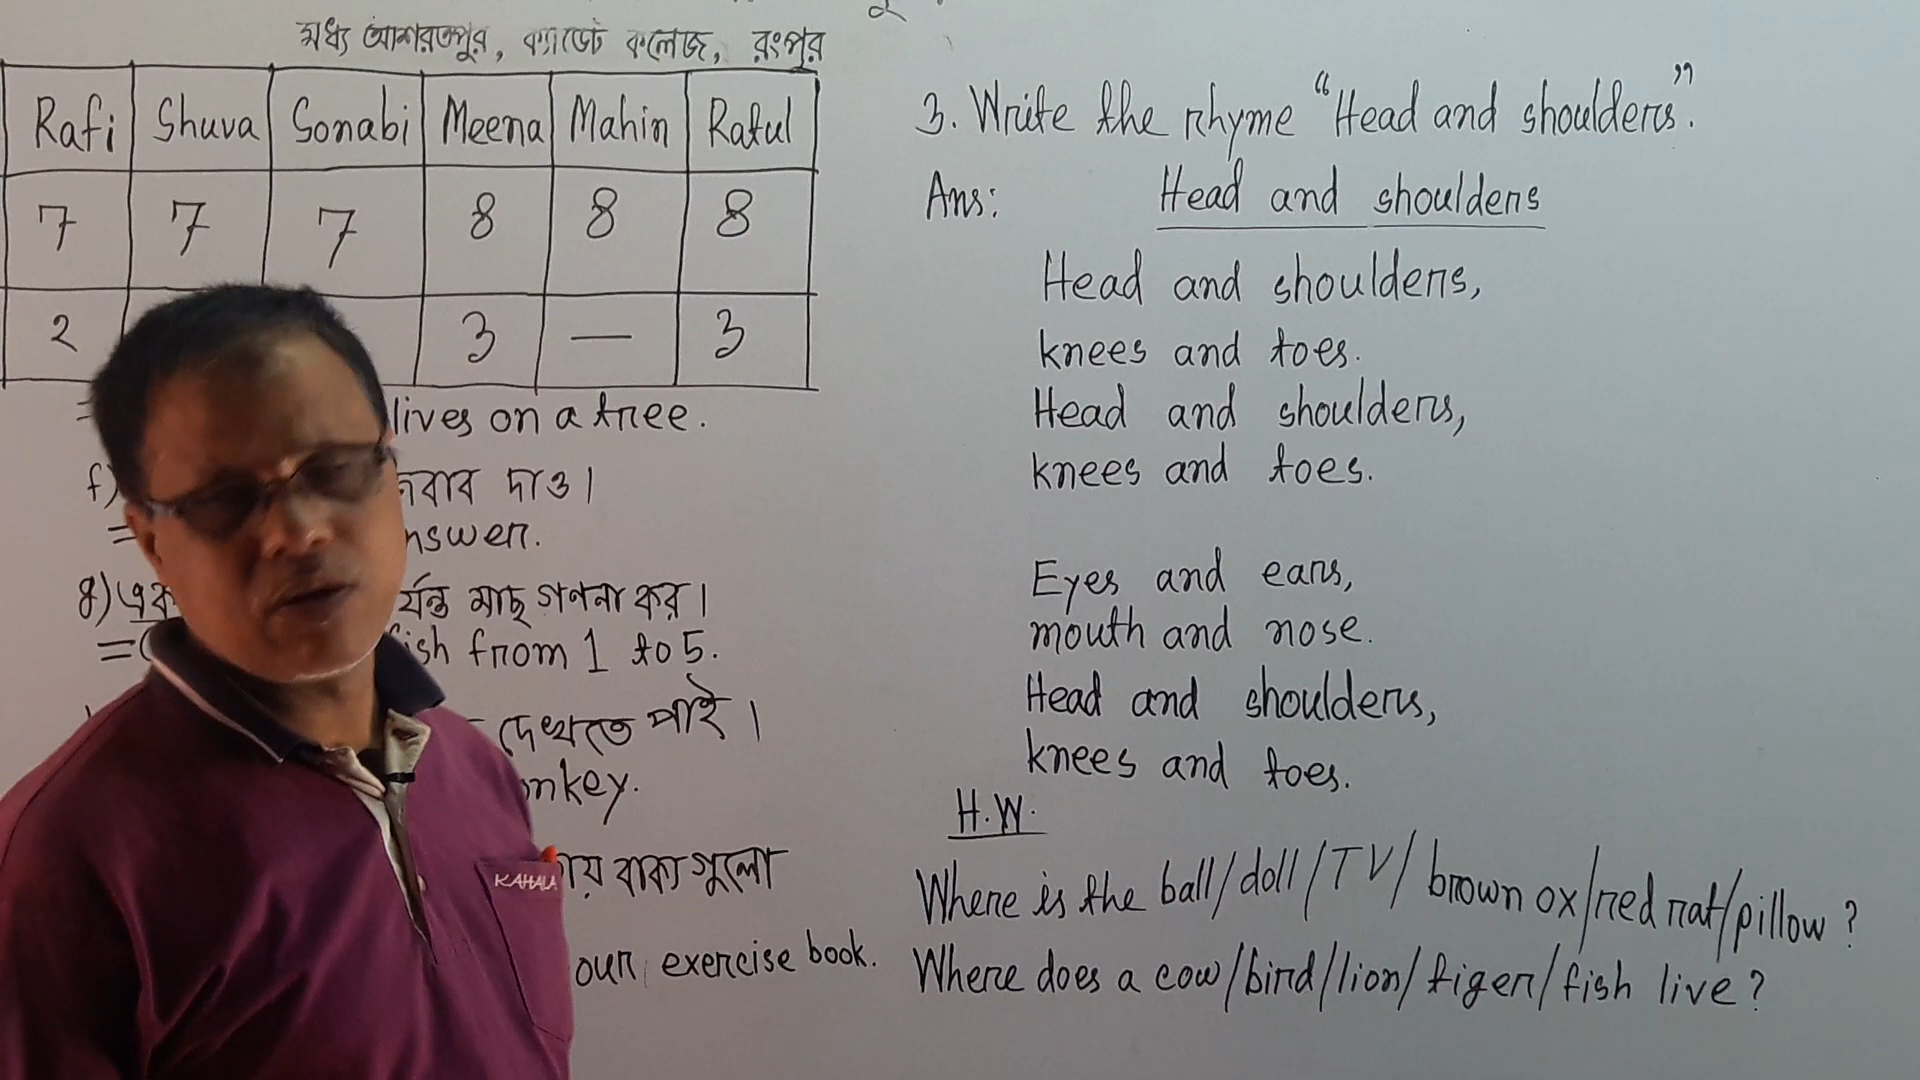 মধ্য আশরতপুর, ক্যাডেট কলেজ, রংপুর
Rafi Shuva Sonabi Meena Mahin Ratul
7 7 7 8 8 8
2 3 — 3
= lives on a tree.
f) জবাব দাও।
= nswer.
g) এক র্যন্ত মাছ গণনা কর।
= fish from 1 to 5.
দেখতে পাই।
onkey.
ায় বাক্য গুলো
our exercise book.
KAHALA
3. Write the rhyme "Head and shoulders".
Ans: Head and shoulders
Head and shoulders,
knees and toes.
Head and shoulders,
knees and toes.
Eyes and ears,
mouth and nose.
Head and shoulders,
knees and toes.
H.W.
Where is the ball/doll/TV/brown ox/red rat/pillow?
Where does a cow/bird/lion/tiger/fish live?